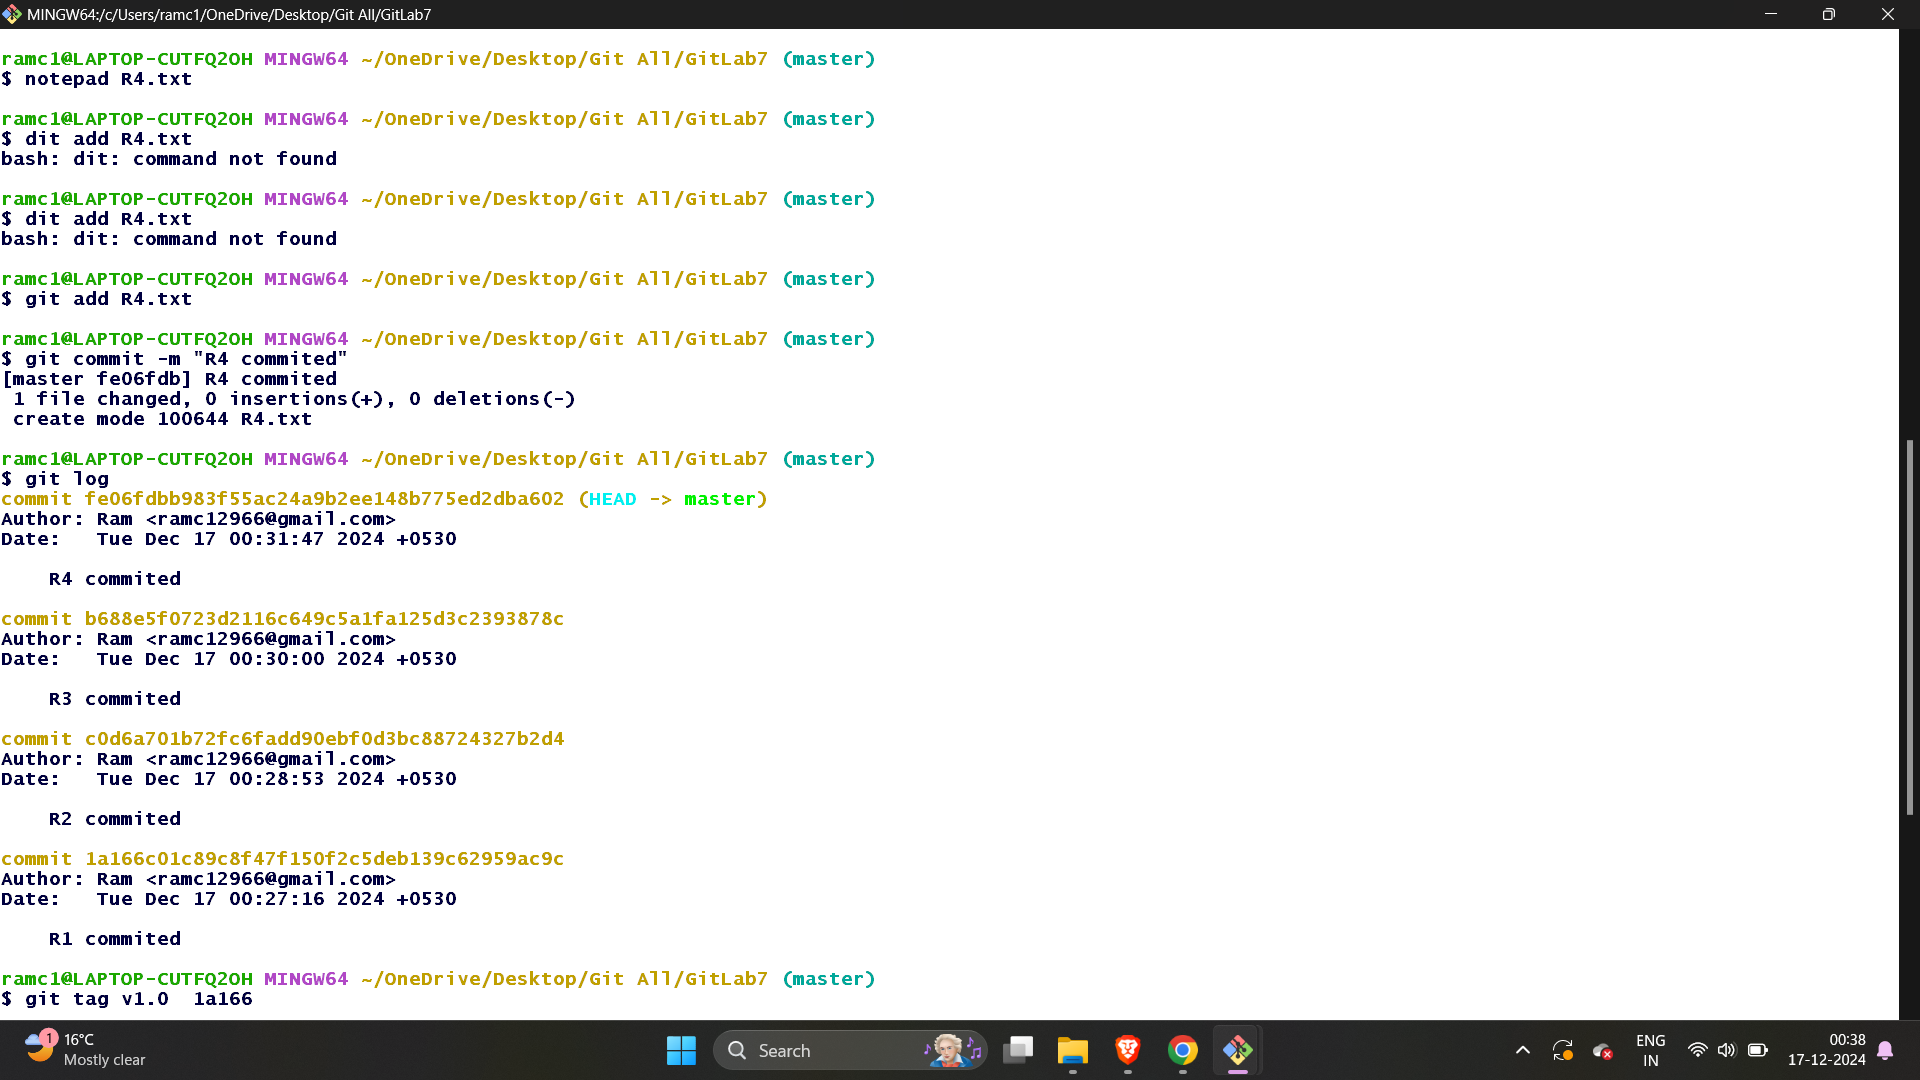 MINGW64:/c/Users/ramc1/OneDrive/Desktop/Git All/GitLab7
ramc1@LAPTOP-CUTFQ2OH MINGW64 ~/OneDrive/Desktop/Git All/GitLab7 (master)
$ notepad R4.txt
ramc1@LAPTOP-CUTFQ2OH MINGW64 ~/OneDrive/Desktop/Git All/GitLab7 (master)
$ dit add R4.txt
bash: dit: command not found
ramc1@LAPTOP-CUTFQ2OH MINGW64 ~/OneDrive/Desktop/Git All/GitLab7 (master)
$ dit add R4.txt
bash: dit: command not found
ramc1@LAPTOP-CUTFQ2OH MINGW64 ~/OneDrive/Desktop/Git All/GitLab7 (master)
$ git add R4.txt
ramc1@LAPTOP-CUTFQ2OH MINGW64 ~/OneDrive/Desktop/Git All/GitLab7 (master)
$ git commit -m "R4 commited"
[master fe06fdb] R4 commited
1 file changed, 0 insertions(+), 0 deletions(-)
create mode 100644 R4.txt
ramc1@LAPTOP-CUTFQ2OH MINGW64 ~/OneDrive/Desktop/Git All/GitLab7 (master)
$ git log
commit fe06fdbb983f55ac24a9b2ee148b775ed2dba602 (HEAD -> master)
Author: Ram <ramc12966@gmail.com>
Date:   Tue Dec 17 00:31:47 2024 +0530
R4 commited
commit b688e5f0723d2116c649c5a1fa125d3c2393878c
Author: Ram <ramc12966@gmail.com>
Date:   Tue Dec 17 00:30:00 2024 +0530
R3 commited
commit c0d6a701b72fc6fadd90ebf0d3bc88724327b2d4
Author: Ram <ramc12966@gmail.com>
Date:   Tue Dec 17 00:28:53 2024 +0530
R2 commited
commit 1a166c01c89c8f47f150f2c5deb139c62959ac9c
Author: Ram <ramc12966@gmail.com>
Date:   Tue Dec 17 00:27:16 2024 +0530
R1 commited
ramc1@LAPTOP-CUTFQ2OH MINGW64 ~/OneDrive/Desktop/Git All/GitLab7 (master)
$ git tag v1.0  1a166
1
16°C
Mostly clear
Search
ENG
IN
00:38
17-12-2024